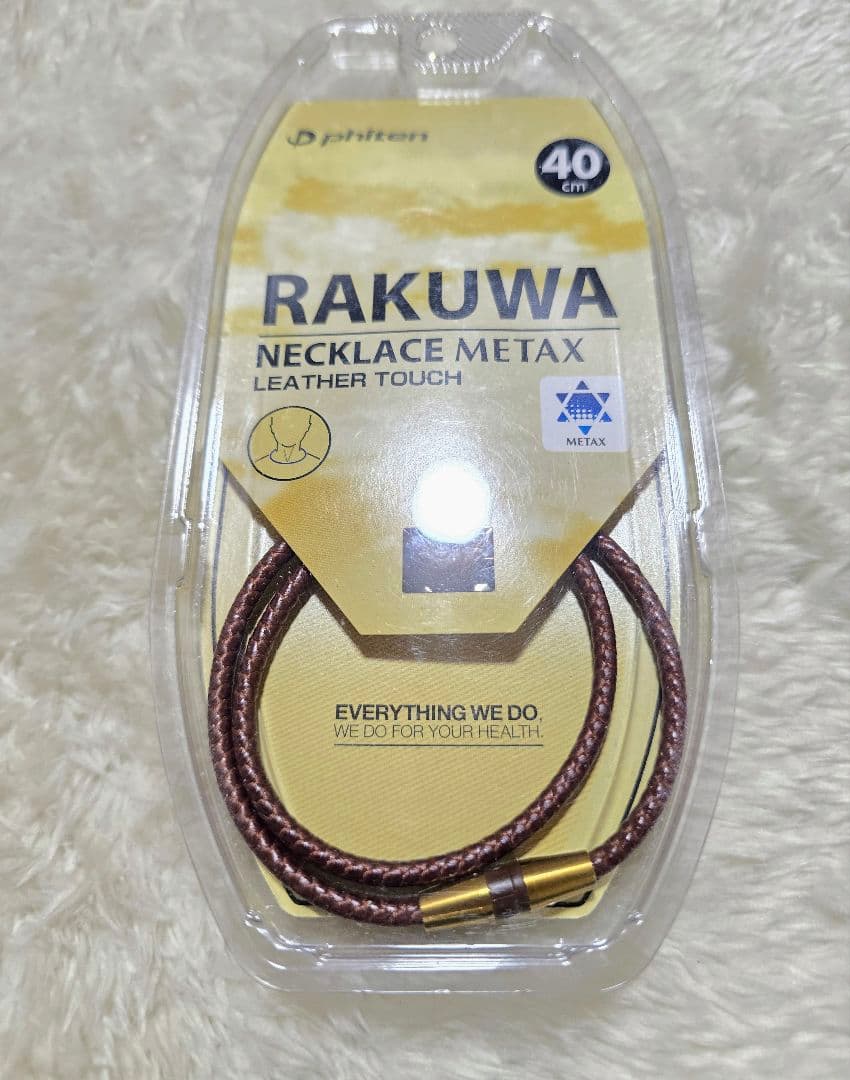 phiten
40
cm
RAKUWA
NECKLACE METAX
LEATHER TOUCH
METAX
EVERYTHING WE DO,
WE DO FOR YOUR HEALTH.